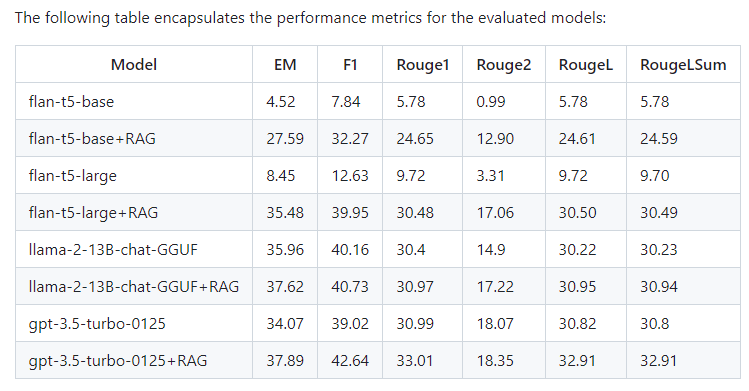 The following table encapsulates the performance metrics for the evaluated models:
Model EM F1 Rouge1 Rouge2 RougeL RougeLSum
flan-t5-base 4.52 7.84 5.78 0.99 5.78 5.78
flan-t5-base+RAG 27.59 32.27 24.65 12.90 24.61 24.59
flan-t5-large 8.45 12.63 9.72 3.31 9.72 9.70
flan-t5-large+RAG 35.48 39.95 30.48 17.06 30.50 30.49
llama-2-13B-chat-GGUF 35.96 40.16 30.4 14.9 30.22 30.23
llama-2-13B-chat-GGUF+RAG 37.62 40.73 30.97 17.22 30.95 30.94
gpt-3.5-turbo-0125 34.07 39.02 30.99 18.07 30.82 30.8
gpt-3.5-turbo-0125+RAG 37.89 42.64 33.01 18.35 32.91 32.91